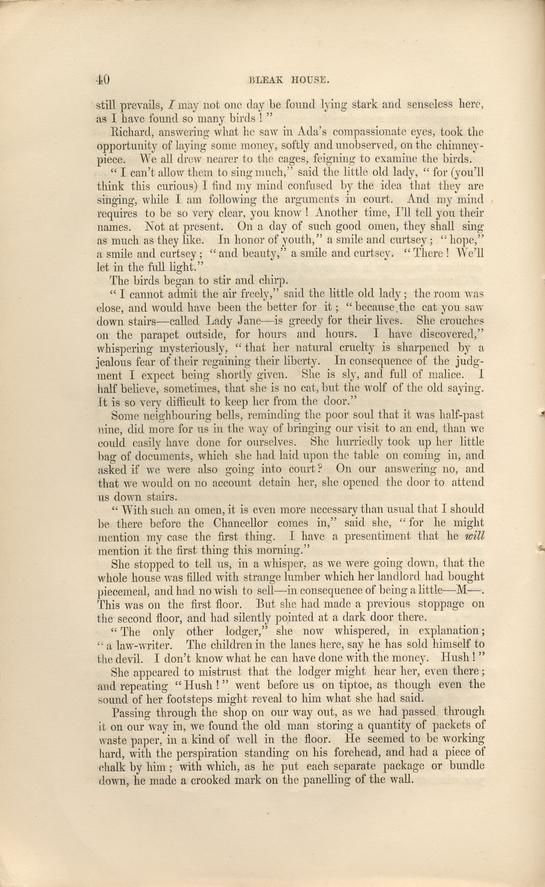 40 BLEAK HOUSE.
still prevails, I may not one day be found lying stark and senseless here,
as I have found so many birds ! ”
Richard, answering what he saw in Ada’s compassionate eyes, took the
opportunity of laying some money, softly and unobserved, on the chimney-
piece. We all drew nearer to the cages, feigning to examine the birds.
“ I can’t allow them to sing much,” said the little old lady, “ for (you’ll
think this curious) I find my mind confused by the idea that they are
singing, while I am following the arguments in court. And my mind
requires to be so very clear, you know ! Another time, I’ll tell you their
names. Not at present. On a day of such good omen, they shall sing
as much as they like. In honor of youth,” a smile and curtsey ; “ hope,”
a smile and curtsey ; “ and beauty,” a smile and curtsey. “ There ! We’ll
let in the full light.”
The birds began to stir and chirp.
“ I cannot admit the air freely,” said the little old lady ; the room was
close, and would have been the better for it ; “ because the cat you saw
down stairs—called Lady Jane—is greedy for their lives. She crouches
on the parapet outside, for hours and hours. I have discovered,”
whispering mysteriously, “ that her natural cruelty is sharpened by a
jealous fear of their regaining their liberty. In consequence of the judg-
ment I expect being shortly given. She is sly, and full of malice. I
half believe, sometimes, that she is no cat, but the wolf of the old saying.
It is so very difficult to keep her from the door.”
Some neighbouring bells, reminding the poor soul that it was half-past
nine, did more for us in the way of bringing our visit to an end, than we
could easily have done for ourselves. She hurriedly took up her little
bag of documents, which she had laid upon the table on coming in, and
asked if we were also going into court ? On our answering no, and
that we would on no account detain her, she opened the door to attend
us down stairs.
“ With such an omen, it is even more necessary than usual that I should
be there before the Chancellor comes in,” said she, “ for he might
mention my case the first thing. I have a presentiment that he will
mention it the first thing this morning.”
She stopped to tell us, in a whisper, as we were going down, that the
whole house was filled with strange lumber which her landlord had bought
piecemeal, and had no wish to sell—in consequence of being a little—M—.
This was on the first floor. But she had made a previous stoppage on
the second floor, and had silently pointed at a dark door there.
“ The only other lodger,” she now whispered, in explanation ;
“ a law-writer. The children in the lanes here, say he has sold himself to
the devil. I don’t know what he can have done with the money. Hush ! ”
She appeared to mistrust that the lodger might hear her, even there ;
and repeating “ Hush ! ” went before us on tiptoe, as though even the
sound of her footsteps might reveal to him what she had said.
Passing through the shop on our way out, as we had passed through
it on our way in, we found the old man storing a quantity of packets of
waste paper, in a kind of well in the floor. He seemed to be working
hard, with the perspiration standing on his forehead, and had a piece of
chalk by him ; with which, as he put each separate package or bundle
down, he made a crooked mark on the panelling of the wall.